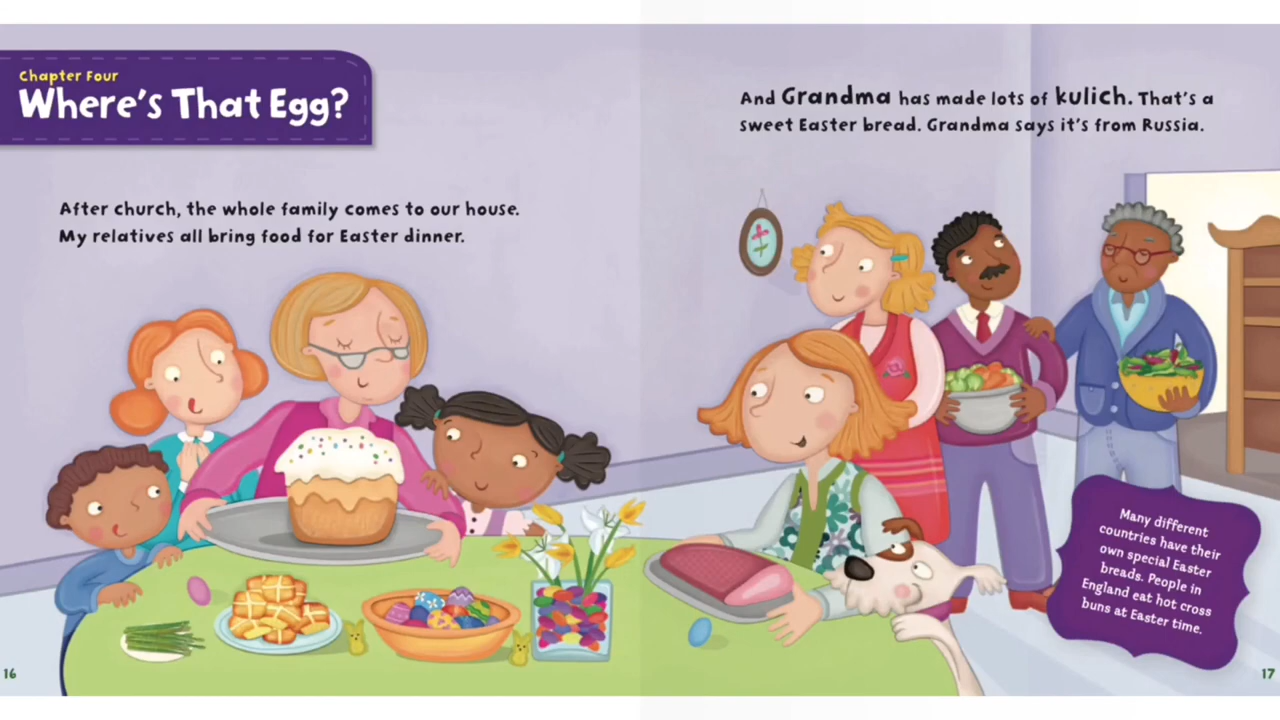 Chapter Four
Where's That Egg?
After church, the whole family comes to our house.
My relatives all bring food for Easter dinner.
And Grandma has made lots of kulich. That's a
sweet Easter bread. Grandma says it's from Russia.
Many different
countries have their
own special Easter
breads. People in
England eat hot cross
buns at Easter time.
16
17